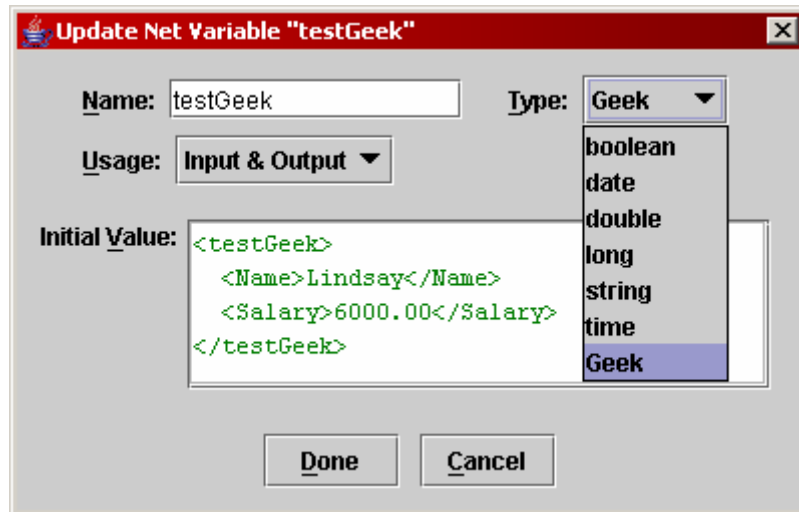 Update Net Variable "testGeek"
Name: testGeek Type: Geek
Usage: Input & Output
boolean
date
double
long
string
time
Geek
Initial Value:
<testGeek>
<Name>Lindsay</Name>
<Salary>6000.00</Salary>
</testGeek>
Done Cancel